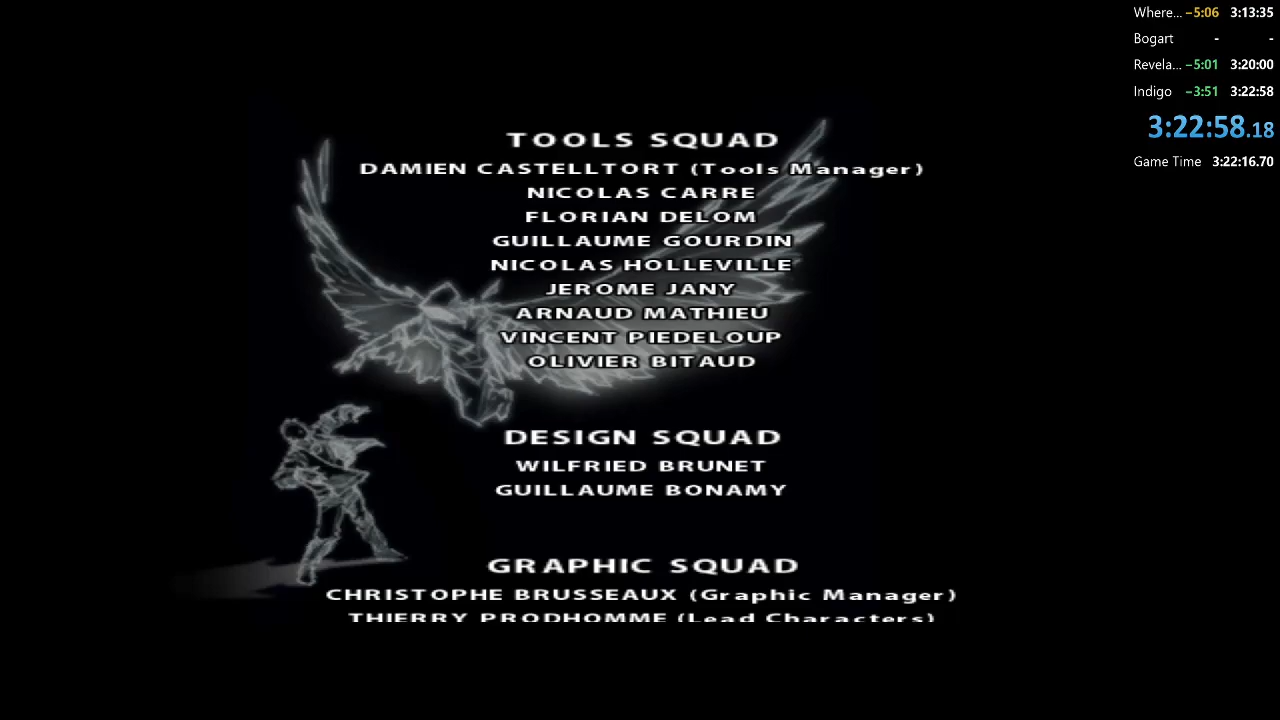 Where... −5:06 3:13:35
Bogart - -
Revela... −5:01 3:20:00
Indigo −3:51 3:22:58
3:22:58.18
Game Time 3:22:16.70
TOOLS SQUAD
DAMIEN CASTELLTORT (Tools Manager)
NICOLAS CARRE
FLORIAN DELOM
GUILLAUME GOURDIN
NICOLAS HOLLEVILLE
JEROME JANY
ARNAUD MATHIEU
VINCENT PIEDELOUP
OLIVIER BITAUD
DESIGN SQUAD
WILFRIED BRUNET
GUILLAUME BONAMY
GRAPHIC SQUAD
CHRISTOPHE BRUSSEAUX (Graphic Manager)
THIERRY PRODHOMME (Lead Characters)